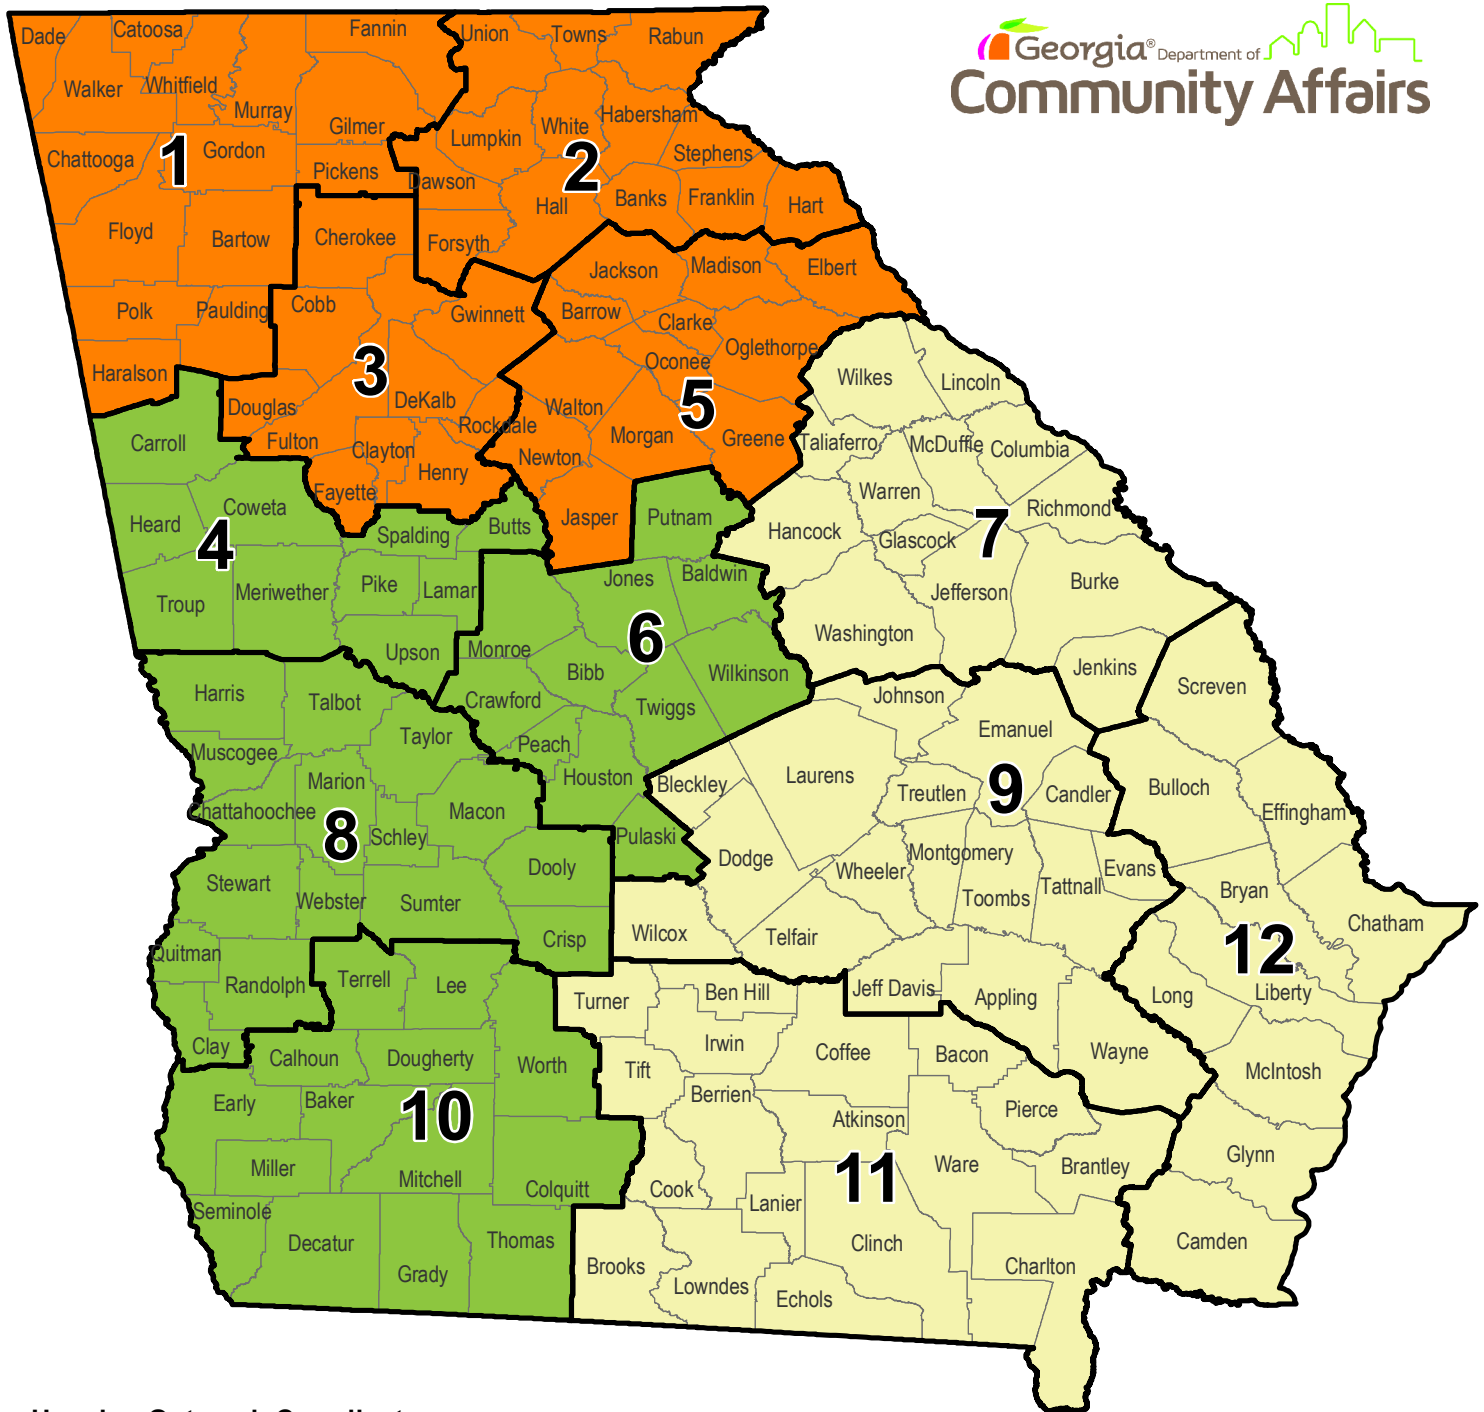 Georgia® Department of
Community Affairs
Dade
Catoosa
Fannin
Union
Towns
Rabun
Walker
Whitfield
Murray
Gilmer
Lumpkin
White
Habersham
Chattooga
1
Gordon
Pickens
Dawson
2
Stephens
Hall
Banks
Franklin
Hart
Floyd
Bartow
Cherokee
Forsyth
Jackson
Madison
Elbert
Polk
Paulding
Cobb
Gwinnett
Barrow
Clarke
Oglethorpe
Haralson
3
Oconee
Wilkes
Lincoln
Douglas
DeKalb
Rockdale
Walton
5
Carroll
Fulton
Clayton
Henry
Newton
Morgan
Greene
Taliaferro
McDuffie
Columbia
Fayette
Warren
Heard
Coweta
Spalding
Butts
Jasper
Putnam
Hancock
Glascock
7
Richmond
4
Troup
Meriwether
Pike
Lamar
Jones
Baldwin
Jefferson
Burke
Upson
Monroe
6
Washington
Jenkins
Bibb
Wilkinson
Harris
Talbot
Crawford
Twiggs
Johnson
Screven
Muscogee
Taylor
Peach
Emanuel
Marion
Houston
Bleckley
Laurens
Treutlen
9
Candler
Bulloch
Effingham
Chattahoochee
8
Schley
Macon
Pulaski
Dodge
Wheeler
Montgomery
Toombs
Tattnall
Evans
Stewart
Webster
Sumter
Dooly
Bryan
Chatham
Quitman
Crisp
Wilcox
Telfair
12
Randolph
Terrell
Lee
Turner
Ben Hill
Jeff Davis
Appling
Long
Liberty
Clay
Calhoun
Dougherty
Worth
Tift
Irwin
Coffee
Bacon
Wayne
McIntosh
Early
Baker
10
Berrien
Atkinson
Pierce
Miller
Mitchell
Colquitt
Cook
Lanier
11
Ware
Brantley
Glynn
Seminole
Decatur
Grady
Thomas
Brooks
Lowndes
Echols
Clinch
Charlton
Camden